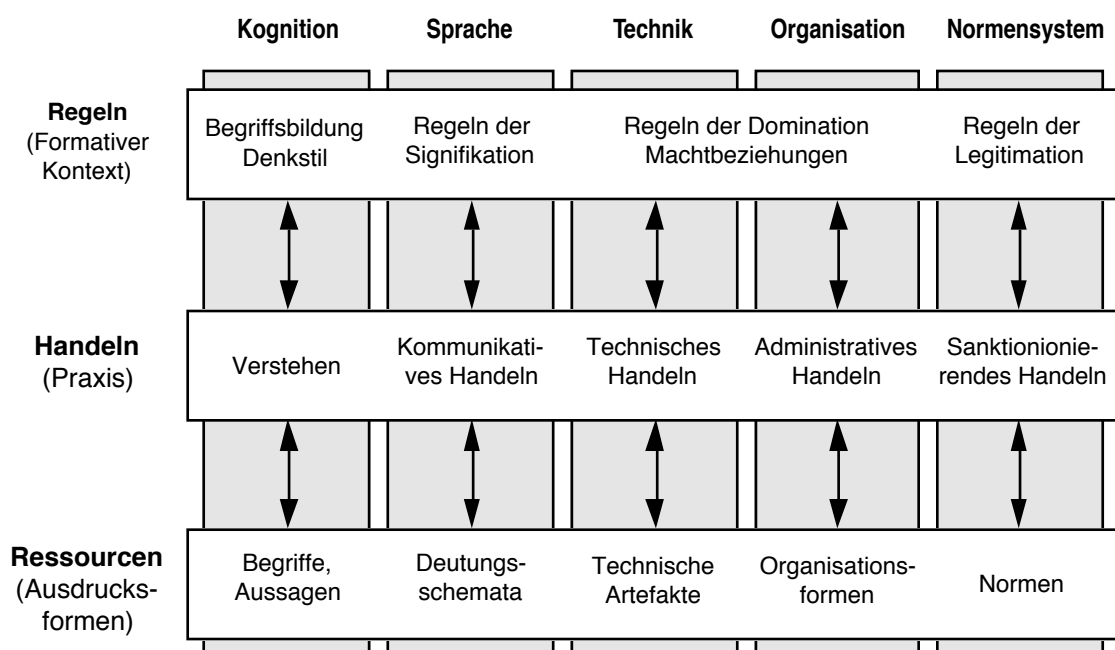 Kognition Sprache Technik Organisation Normensystem
Regeln
(Formativer
Kontext)
Begriffsbildung
Denkstil
Regeln der
Signifikation
Regeln der Domination
Machtbeziehungen
Regeln der
Legitimation
Handeln
(Praxis)
Verstehen
Kommunikati-
ves Handeln
Technisches
Handeln
Administratives
Handeln
Sanktionionie-
rendes Handeln
Ressourcen
(Ausdrucks-
formen)
Begriffe,
Aussagen
Deutungs-
schemata
Technische
Artefakte
Organisations-
formen
Normen